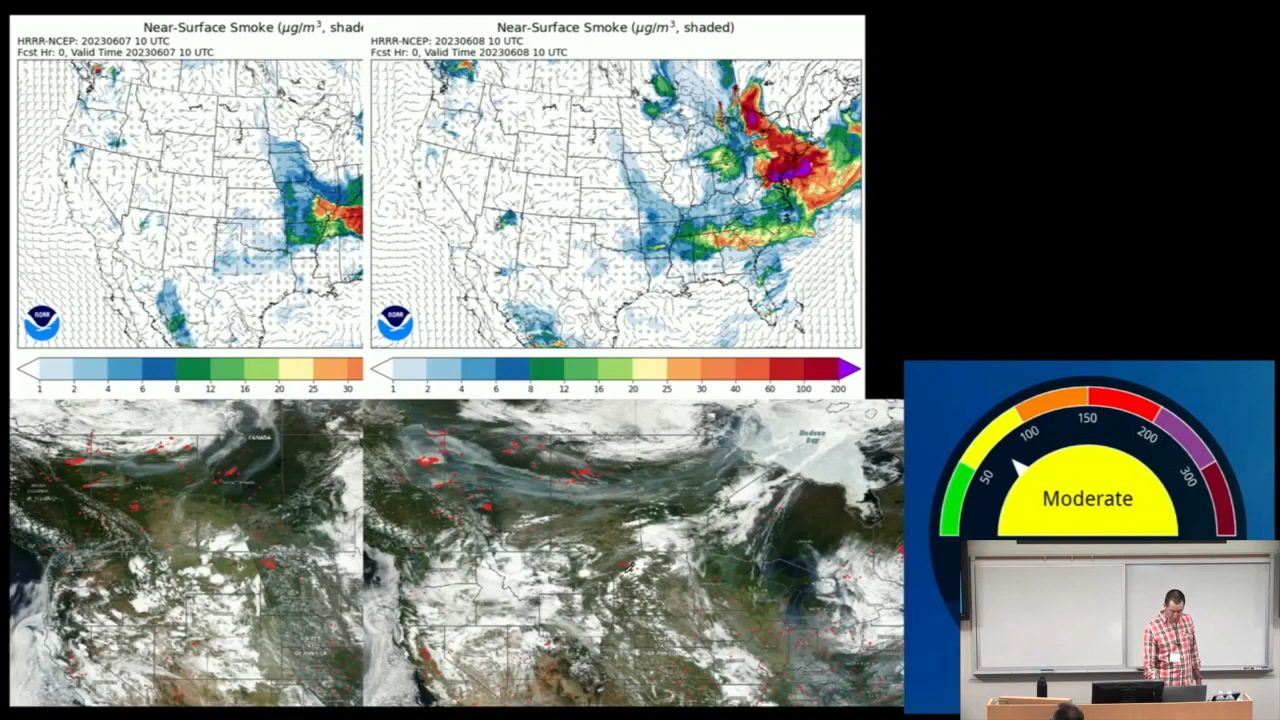 Near-Surface Smoke (μg/m³, shade
HRRR-NCEP: 20230607 10 UTC
Fcst Hr: 0, Valid Time 20230607 10 UTC
NOAA
1 2 4 6 8 12 16 20 25 30
Near-Surface Smoke (μg/m³, shaded)
HRRR-NCEP: 20230608 10 UTC
Fcst Hr: 0, Valid Time 20230608 10 UTC
NOAA
1 2 4 6 8 12 16 20 25 30 40 60 100 200
CANADA
Hudson
Bay
50 100 150 200 300
Moderate